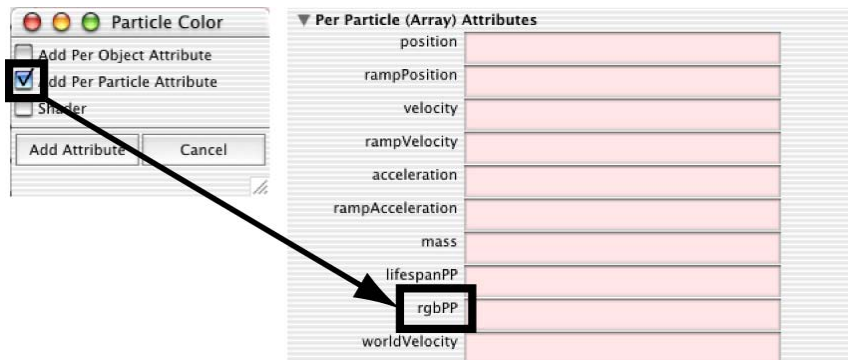 Particle Color
Add Per Object Attribute
Add Per Particle Attribute
Shader
Add Attribute
Cancel
Per Particle (Array) Attributes
position
rampPosition
velocity
rampVelocity
acceleration
rampAcceleration
mass
lifespanPP
rgbPP
worldVelocity